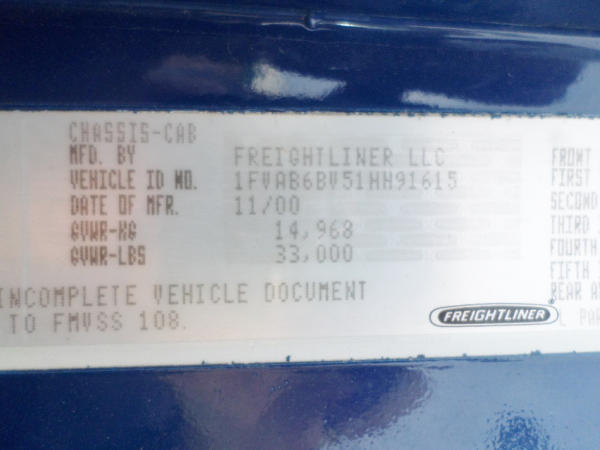 CHASSIS-CAB
MFD. BY FREIGHTLINER LLC
VEHICLE ID NO. 1FVAB6BV51HH91615
DATE OF MFR. 11/00
GVWR-KG 14,968
GVWR-LBS 33,000
INCOMPLETE VEHICLE DOCUMENT
TO FMVSS 108.
FREIGHTLINER
FRONT
FIRST
SECOND
THIRD
FOURTH
FIFTH
REAR